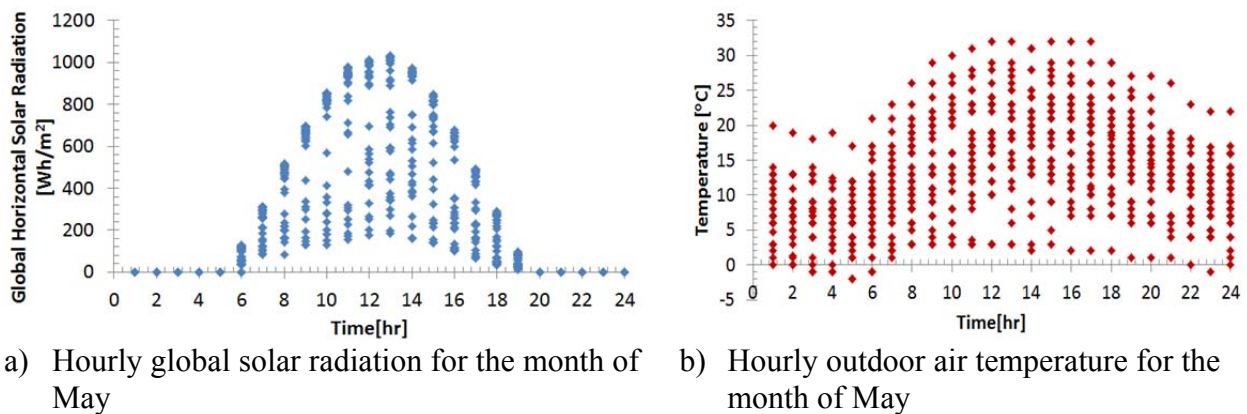 1200
1000
800
600
400
200
0
Global Horizontal Solar Radiation
[Wh/m²]
0 2 4 6 8 10 12 14 16 18 20 22 24
Time[hr]
a) Hourly global solar radiation for the month of
May
35
30
25
20
15
10
5
0
-5
Temperature [°C]
0 2 4 6 8 10 12 14 16 18 20 22 24
Time[hr]
b) Hourly outdoor air temperature for the
month of May